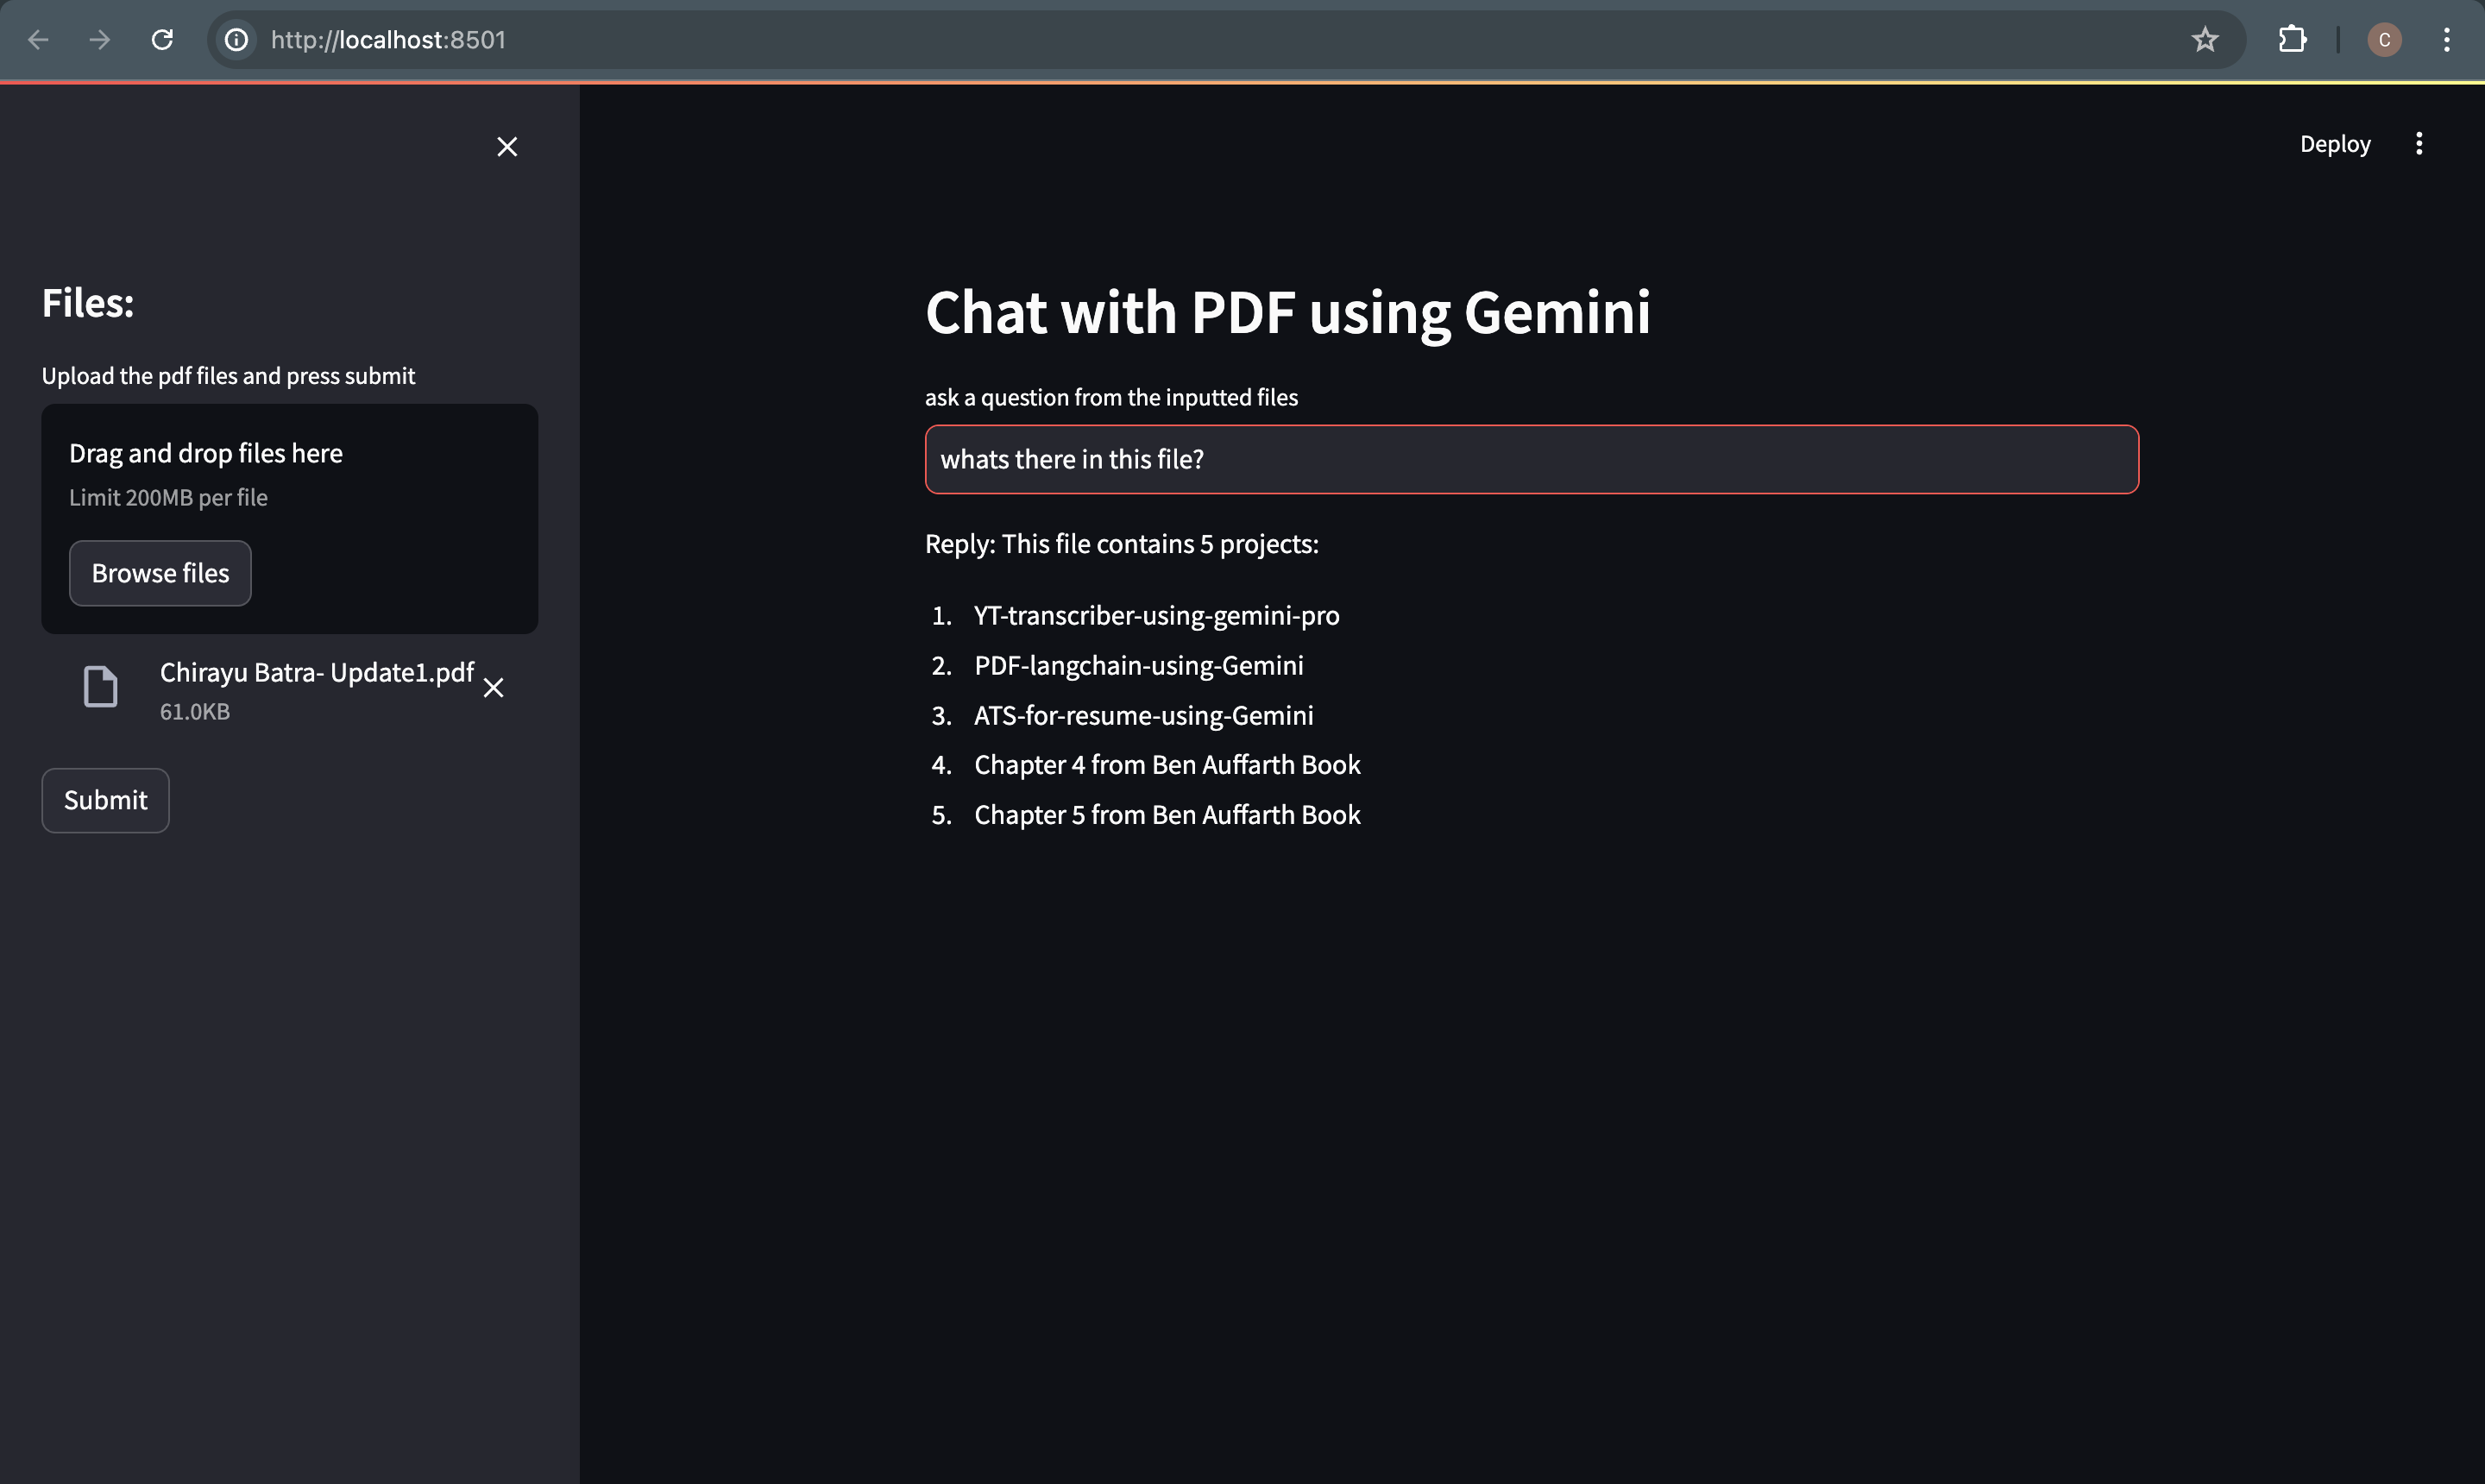 http://localhost:8501
C
Deploy
Files:
Upload the pdf files and press submit
Drag and drop files here
Limit 200MB per file
Browse files
Chirayu Batra- Update1.pdf
61.0KB
Submit
Chat with PDF using Gemini
ask a question from the inputted files
whats there in this file?
Reply: This file contains 5 projects:
1. YT-transcriber-using-gemini-pro
2. PDF-langchain-using-Gemini
3. ATS-for-resume-using-Gemini
4. Chapter 4 from Ben Auffarth Book
5. Chapter 5 from Ben Auffarth Book